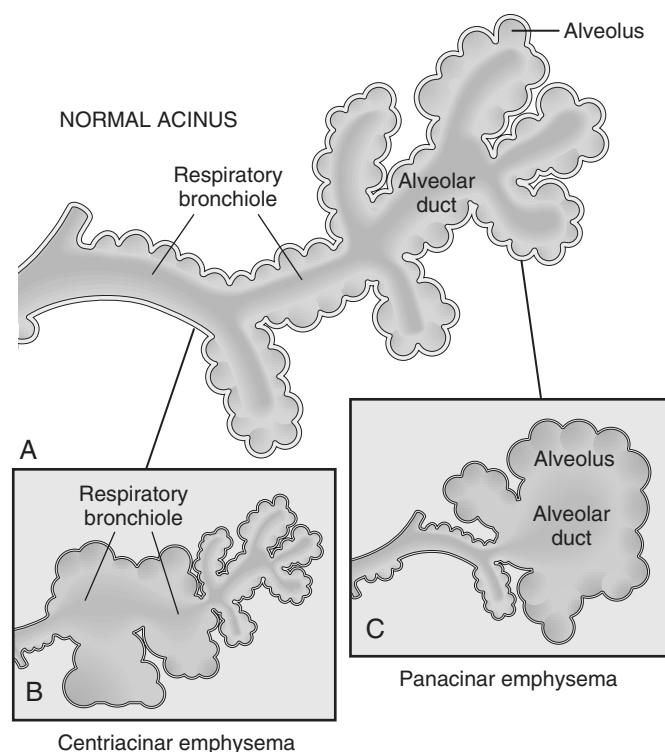 Alveolus
NORMAL ACINUS
Respiratory
bronchiole
Alveolar
duct
A
Respiratory
bronchiole
B
Centriacinar emphysema
Alveolus
Alveolar
duct
C
Panacinar emphysema